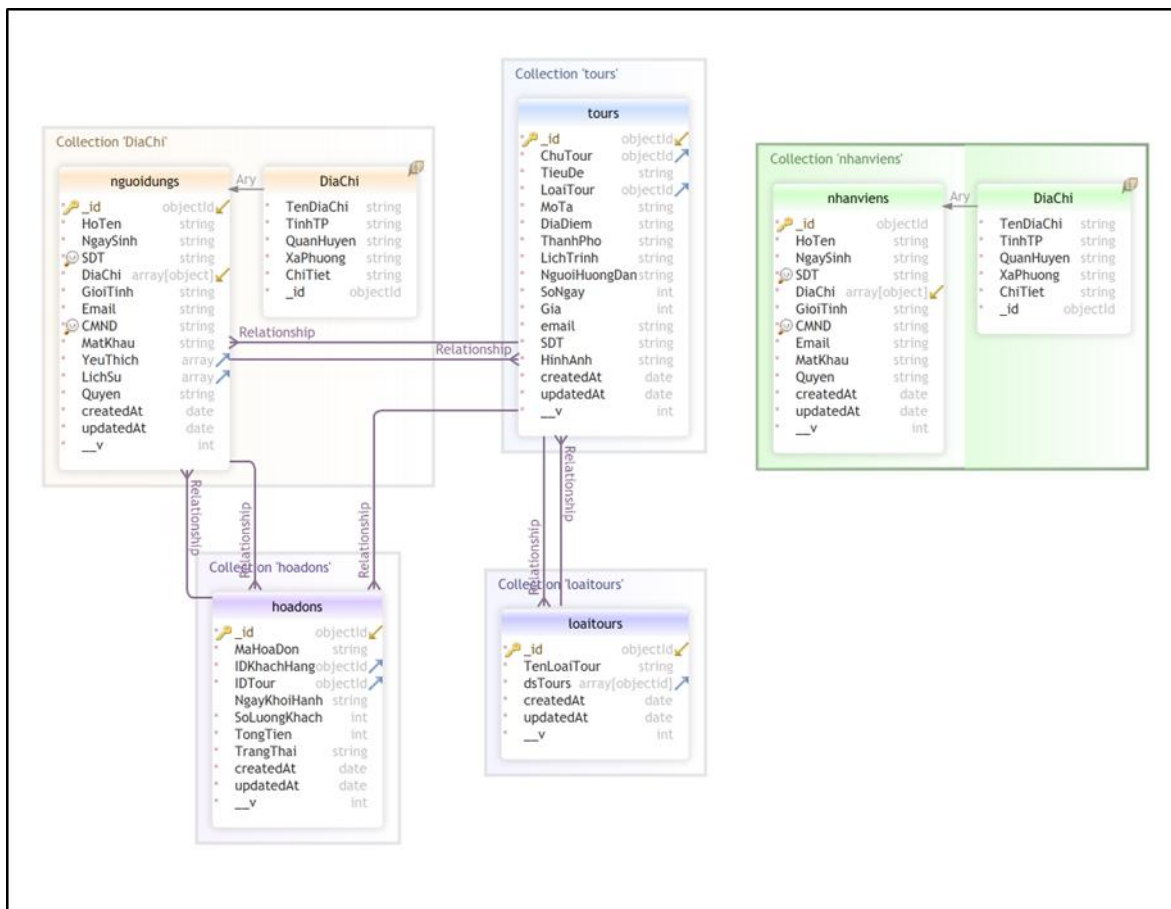 Collection 'DiaChi'
nguoidungs
_id objectId
HoTen string
NgaySinh string
SDT string
DiaChi array[object]
GioiTinh string
Email string
CMND string
MatKhau string
YeuThich array
LichSu array
Quyen string
createdAt date
updatedAt date
__v int
Ary
DiaChi
TenDiaChi string
TinhTP string
QuanHuyen string
XaPhuong string
ChiTiet string
_id objectId
Collection 'tours'
tours
_id objectId
ChuTour objectId
TieuDe string
LoaiTour objectId
MoTa string
DiaDiem string
ThanhPho string
LichTrinh string
NguoiHuongDan string
SoNgay int
Gia int
email string
SDT string
HinhAnh string
createdAt date
updatedAt date
__v int
Collection 'nhanviens'
nhanviens
_id objectId
HoTen string
NgaySinh string
SDT string
DiaChi array[object]
GioiTinh string
CMND string
Email string
MatKhau string
Quyen string
createdAt date
updatedAt date
__v int
Ary
DiaChi
TenDiaChi string
TinhTP string
QuanHuyen string
XaPhuong string
ChiTiet string
_id objectId
Relationship
Relationship
Relationship
Relationship
Relationship
Relationship
Relationship
Collection 'hoadons'
hoadons
_id objectId
MaHoaDon string
IDKhachHang objectId
IDTour objectId
NgayKhoiHanh string
SoLuongKhach int
TongTien int
TrangThai string
createdAt date
updatedAt date
__v int
Collection 'loaitours'
loaitours
_id objectId
TenLoaiTour string
dsTours array[objectId]
createdAt date
updatedAt date
__v int